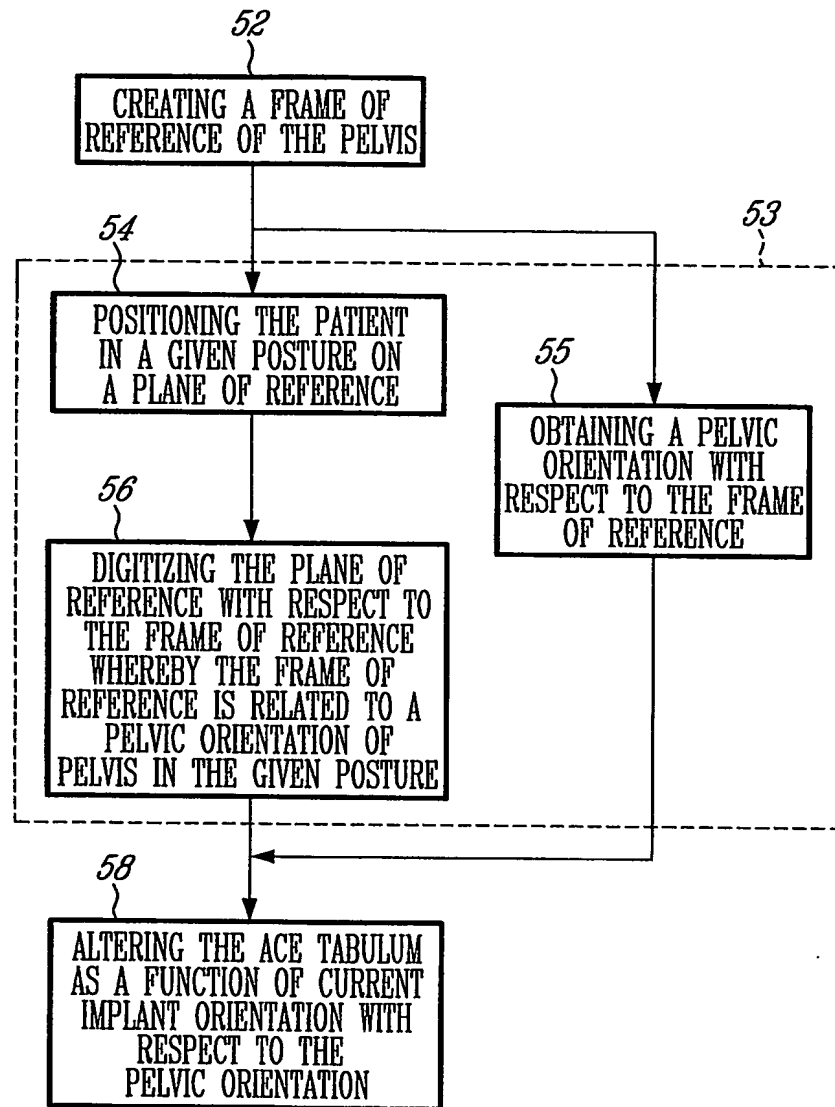 52
CREATING A FRAME OF
REFERENCE OF THE PELVIS
53
54
POSITIONING THE PATIENT
IN A GIVEN POSTURE ON
A PLANE OF REFERENCE
55
OBTAINING A PELVIC
ORIENTATION WITH
RESPECT TO THE FRAME
OF REFERENCE
56
DIGITIZING THE PLANE OF
REFERENCE WITH RESPECT TO
THE FRAME OF REFERENCE
WHEREBY THE FRAME OF
REFERENCE IS RELATED TO A
PELVIC ORIENTATION OF
PELVIS IN THE GIVEN POSTURE
58
ALTERING THE ACE TABULUM
AS A FUNCTION OF CURRENT
IMPLANT ORIENTATION WITH
RESPECT TO THE
PELVIC ORIENTATION